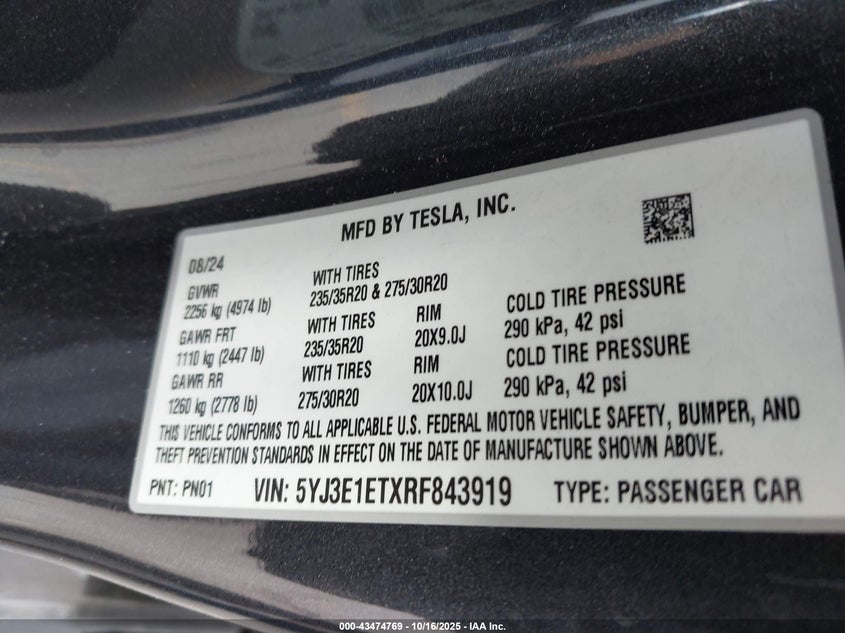 MFD BY TESLA, INC.
08/24
GVWR
2256 kg (4974 lb)
WITH TIRES
235/35R20 & 275/30R20
GAWR FRT
1110 kg (2447 lb)
WITH TIRES
235/35R20
RIM
20X9.0J
COLD TIRE PRESSURE
290 kPa, 42 psi
GAWR RR
1260 kg (2778 lb)
WITH TIRES
275/30R20
RIM
20X10.0J
COLD TIRE PRESSURE
290 kPa, 42 psi
THIS VEHICLE CONFORMS TO ALL APPLICABLE U.S. FEDERAL MOTOR VEHICLE SAFETY, BUMPER, AND
THEFT PREVENTION STANDARDS IN EFFECT ON THE DATE OF MANUFACTURE SHOWN ABOVE.
PNT: PN01 VIN: 5YJ3E1ETXRF843919 TYPE: PASSENGER CAR
000-43474769 - 10/16/2025 - IAA Inc.